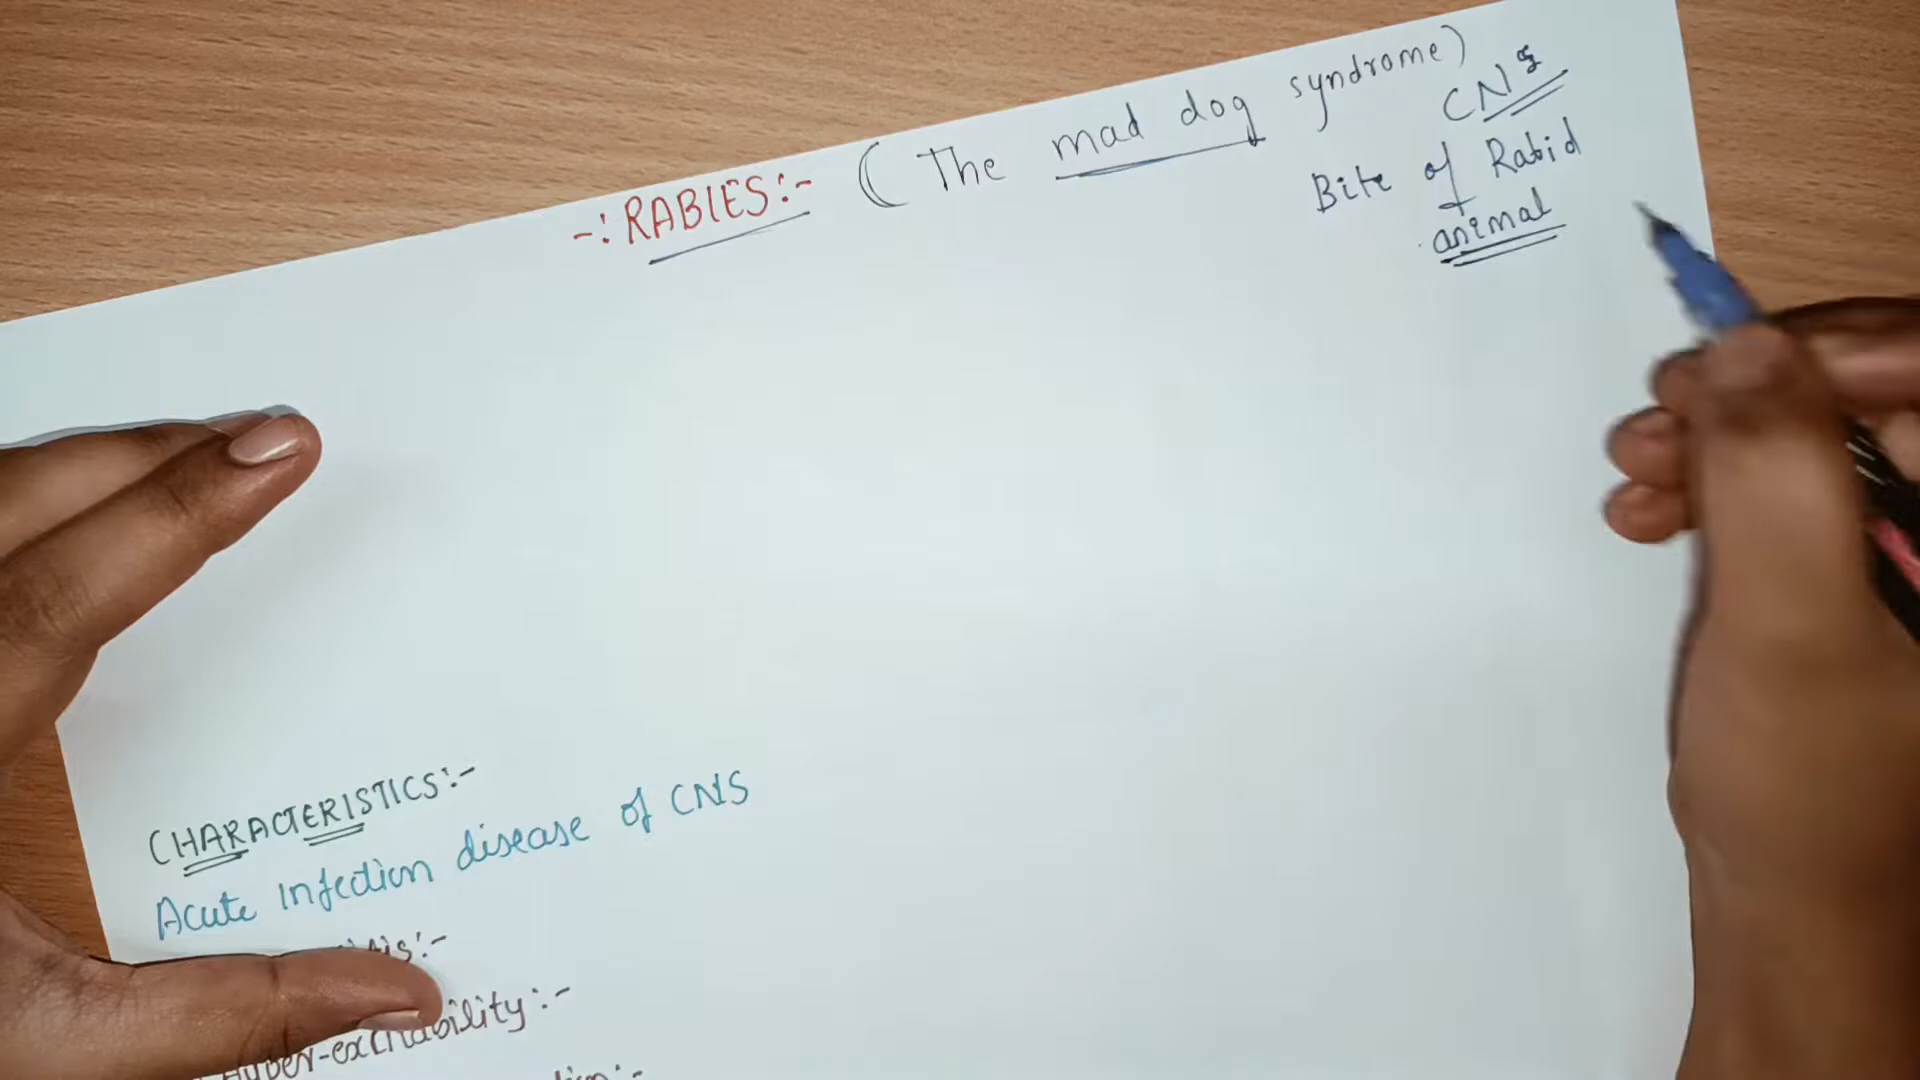 -: RABIES:- (The mad dog syndrome)
CNS
Bite of Rabid
animal
CHARACTERISTICS:-
Acute infection disease of CNS
Hyper-excitability:-